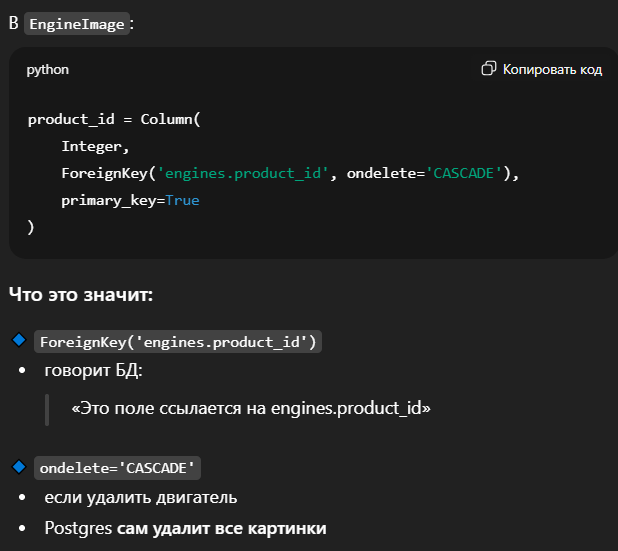 В EngineImage:
python
Копировать код
product_id = Column(
    Integer,
    ForeignKey('engines.product_id', ondelete='CASCADE'),
    primary_key=True
)
Что это значит:
ForeignKey('engines.product_id')
• говорит БД:
«Это поле ссылается на engines.product_id»
ondelete='CASCADE'
• если удалить двигатель
• Postgres сам удалит все картинки